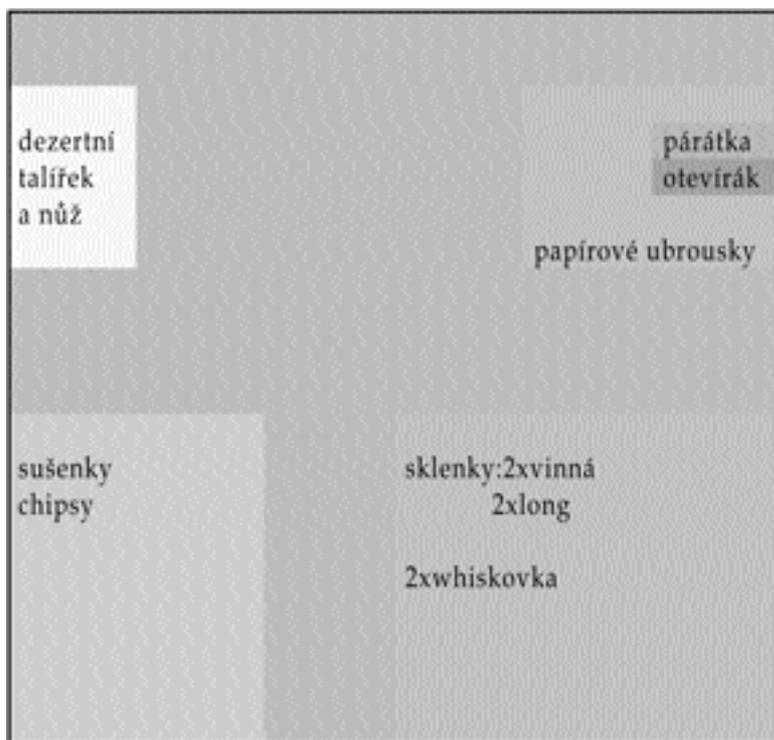 dezertní
talířek
a nůž
párátka
otevírák
papírové ubrousky
sušenky
chipsy
sklenky:2xvinná
2xlong
2xwhiskovka